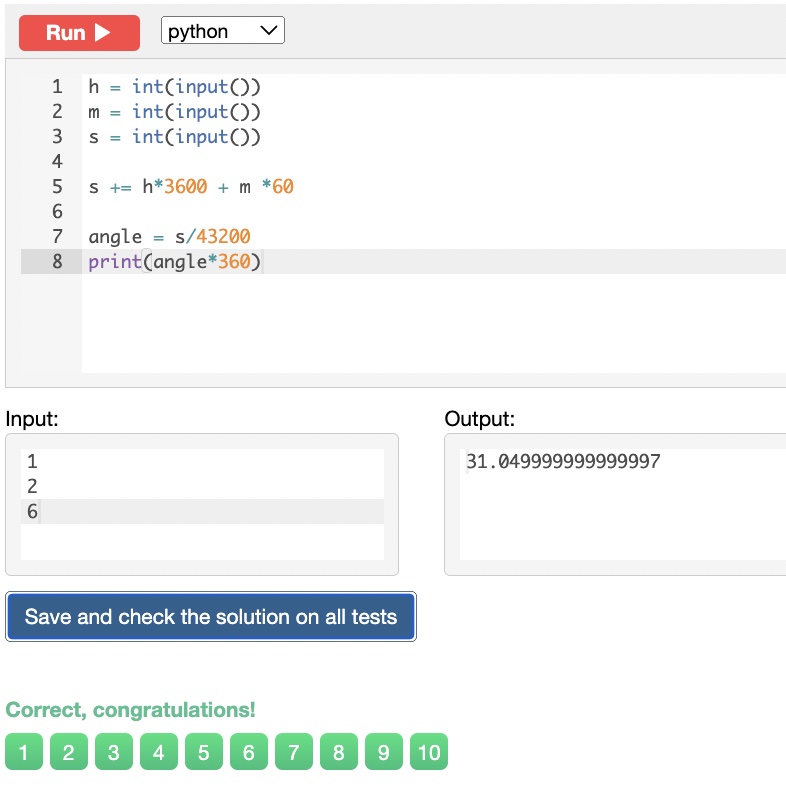 Run ▶ python
1 h = int(input())
2 m = int(input())
3 s = int(input())
4
5 s += h*3600 + m *60
6
7 angle = s/43200
8 print(angle*360)
Input: Output:
1 31.049999999999997
2
6
Save and check the solution on all tests
Correct, congratulations!
1 2 3 4 5 6 7 8 9 10